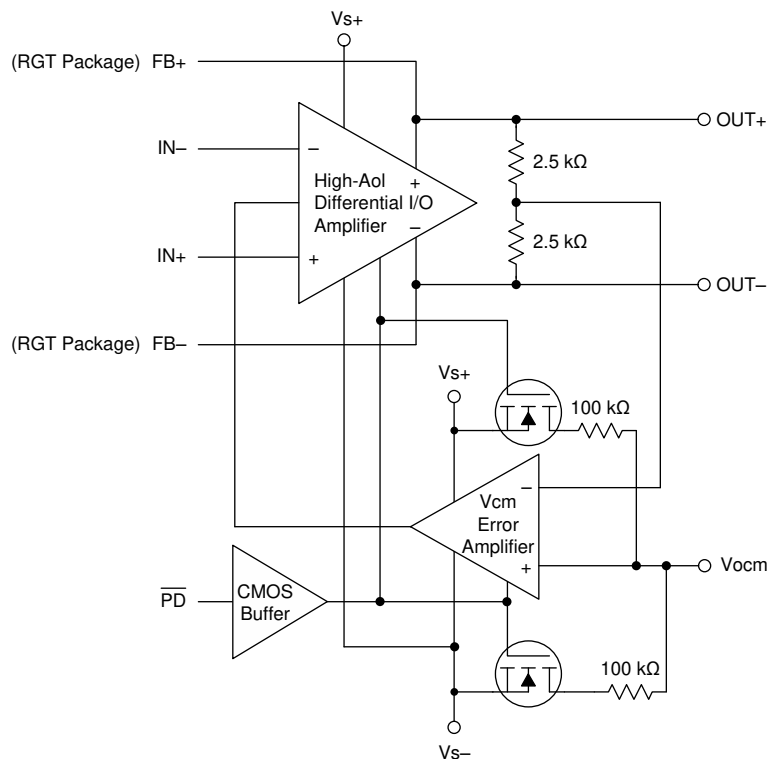 Vs+
(RGT Package) FB+
OUT+
IN–
–
2.5 kΩ
High-Aol
Differential I/O
Amplifier
+
–
2.5 kΩ
IN+
+
OUT–
(RGT Package) FB–
Vs+
100 kΩ
–
Vcm
Error
Amplifier
+
Vocm
PD
CMOS
Buffer
100 kΩ
Vs–